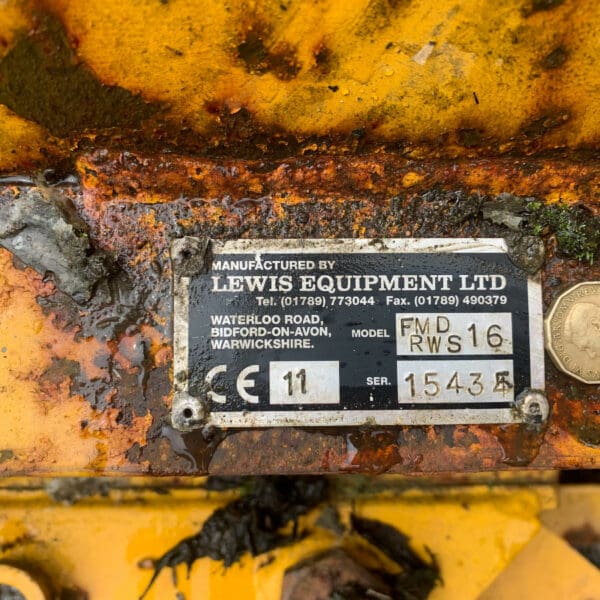 MANUFACTURED BY
LEWIS EQUIPMENT LTD
Tel. (01789) 773044 Fax. (01789) 490379
WATERLOO ROAD,
BIDFORD-ON-AVON,
WARWICKSHIRE.
MODEL FMD
RWS 16
CE 11 SER. 15434